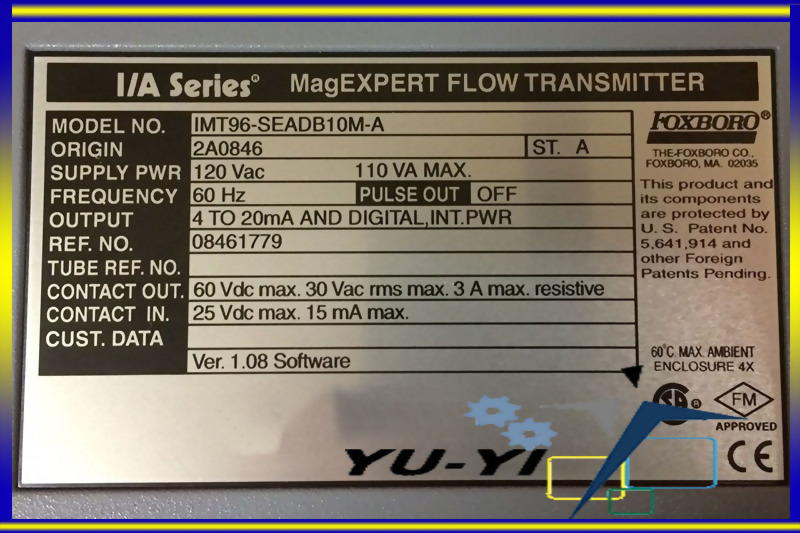 I/A Series® MagEXPERT FLOW TRANSMITTER
MODEL NO. IMT96-SEADB10M-A
ORIGIN 2A0846 ST. A
SUPPLY PWR 120 Vac 110 VA MAX.
FREQUENCY 60 Hz PULSE OUT OFF
OUTPUT 4 TO 20mA AND DIGITAL,INT.PWR
REF. NO. 08461779
TUBE REF. NO.
CONTACT OUT. 60 Vdc max. 30 Vac rms max. 3 A max. resistive
CONTACT IN. 25 Vdc max. 15 mA max.
CUST. DATA
Ver. 1.08 Software
FOXBORO®
THE FOXBORO CO.,
FOXBORO, MA. 02035
This product and
its components
are protected by
U. S. Patent No.
5,641,914 and
other Foreign
Patents Pending.
60°C. MAX. AMBIENT
ENCLOSURE 4X
SA ®
FM
APPROVED
CE
YU-YI